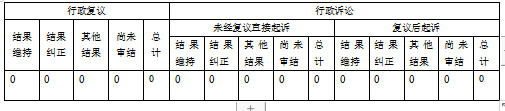 行政复议 行政诉讼
未经复议直接起诉 复议后起诉
结果维持 结果纠正 其他结果 尚未审结 总计 结果维持 结果纠正 其他结果 尚未审结 总计 结果维持 结果纠正 其他结果 尚未审结 总计
0 0 0 0 0 0 0 0 0 0 0 0 0 0 0